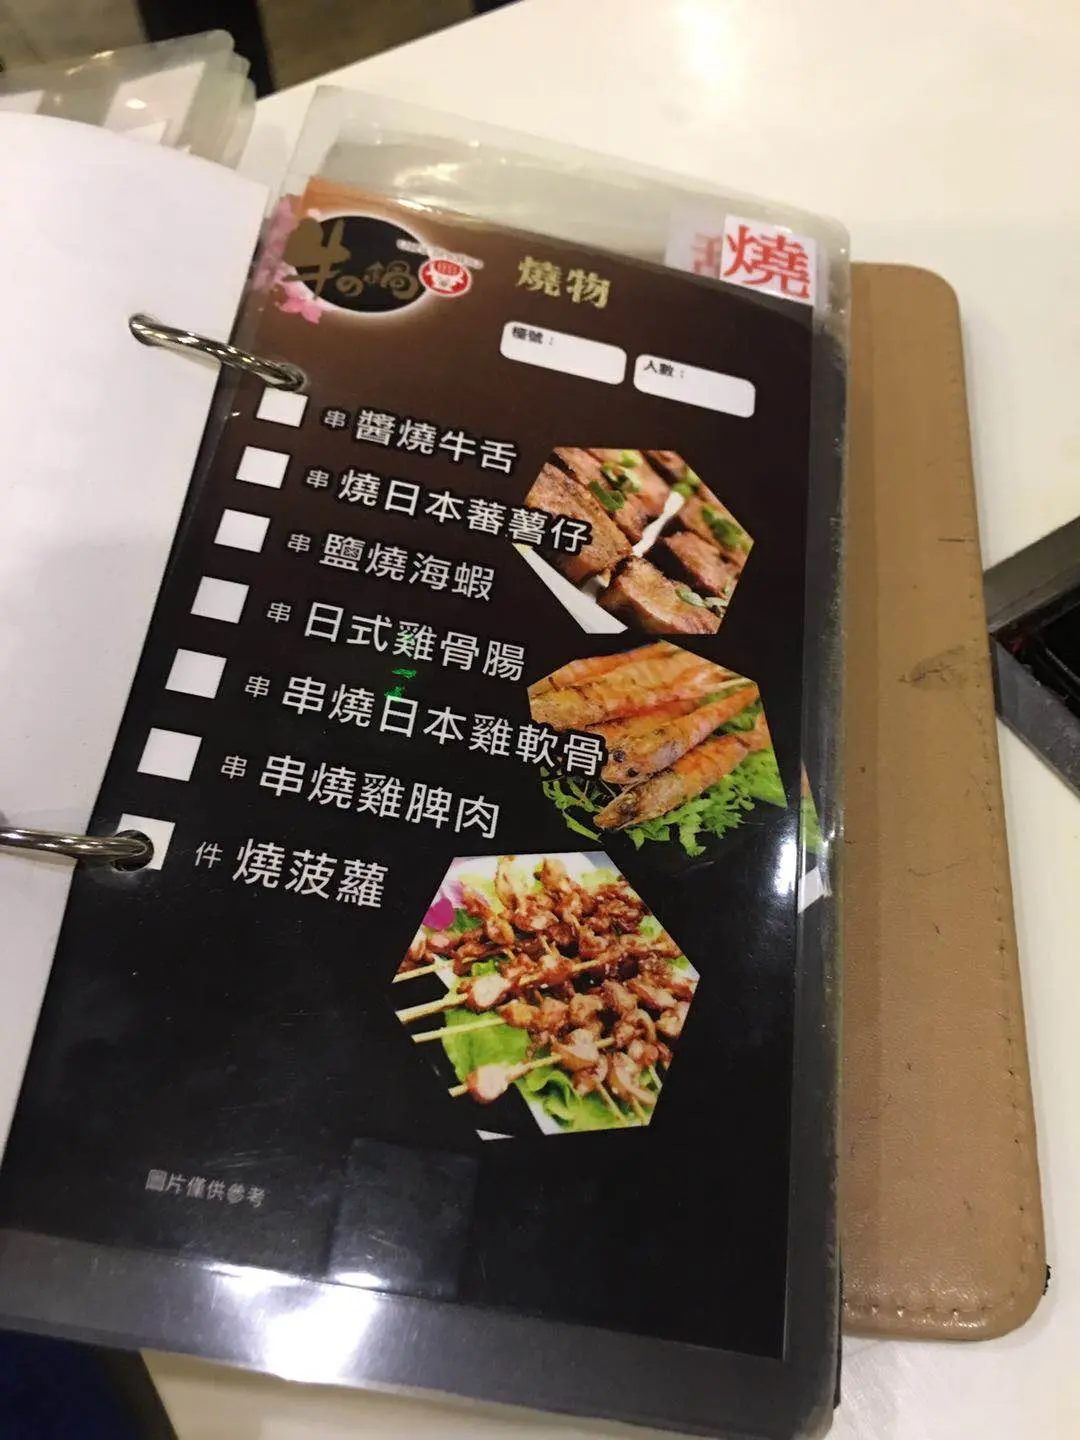 牛の鍋
燒物
燒
檯號：
人數：
串 醬燒牛舌
串 燒日本蕃薯仔
串 鹽燒海蝦
串 日式雞骨腸
串 串燒日本雞軟骨
串 串燒雞脾肉
件 燒菠蘿
圖片僅供參考